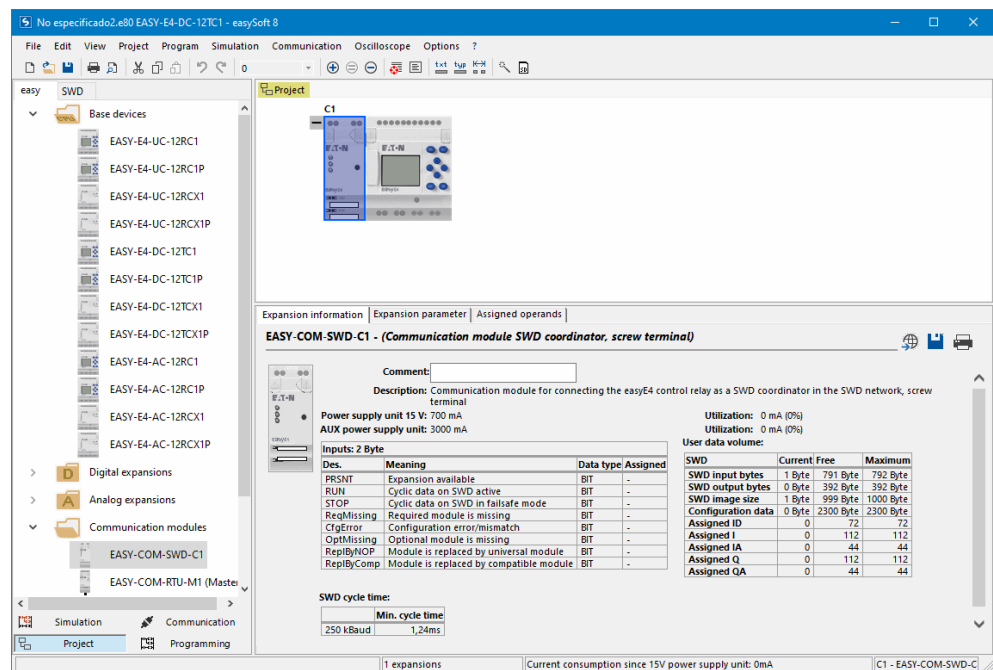 No especificado2.e80 EASY-E4-DC-12TC1 - easySoft 8
File Edit View Project Program Simulation Communication Oscilloscope Options ?
0 txt typ
easy SWD
Project
Base devices
EASY-E4-UC-12RC1
EASY-E4-UC-12RC1P
EASY-E4-UC-12RCX1
EASY-E4-UC-12RCX1P
EASY-E4-DC-12TC1
EASY-E4-DC-12TC1P
EASY-E4-DC-12TCX1
EASY-E4-DC-12TCX1P
EASY-E4-AC-12RC1
EASY-E4-AC-12RC1P
EASY-E4-AC-12RCX1
EASY-E4-AC-12RCX1P
D Digital expansions
A Analog expansions
Communication modules
EASY-COM-SWD-C1
EASY-COM-RTU-M1 (Master
Simulation Communication
Project Programming
C1
E.T.N E.T.N
Expansion information Expansion parameter Assigned operands
EASY-COM-SWD-C1 - (Communication module SWD coordinator, screw terminal)
E.T.N
Comment:
Description: Communication module for connecting the easyE4 control relay as a SWD coordinator in the SWD network, screw
terminal
Power supply unit 15 V: 700 mA Utilization: 0 mA (0%)
AUX power supply unit: 3000 mA Utilization: 0 mA (0%)
Inputs: 2 Byte
Des. Meaning Data type Assigned
PRSNT Expansion available BIT -
RUN Cyclic data on SWD active BIT -
STOP Cyclic data on SWD in failsafe mode BIT -
ReqMissing Required module is missing BIT -
CfgError Configuration error/mismatch BIT -
OptMissing Optional module is missing BIT -
ReplByNOP Module is replaced by universal module BIT -
ReplByComp Module is replaced by compatible module BIT -
User data volume:
SWD Current Free Maximum
SWD input bytes 1 Byte 791 Byte 792 Byte
SWD output bytes 0 Byte 392 Byte 392 Byte
SWD image size 1 Byte 999 Byte 1000 Byte
Configuration data 0 Byte 2300 Byte 2300 Byte
Assigned ID 0 72 72
Assigned I 0 112 112
Assigned IA 0 44 44
Assigned Q 0 112 112
Assigned QA 0 44 44
SWD cycle time:
Min. cycle time
250 kBaud 1,24ms
1 expansions Current consumption since 15V power supply unit: 0mA C1 - EASY-COM-SWD-C